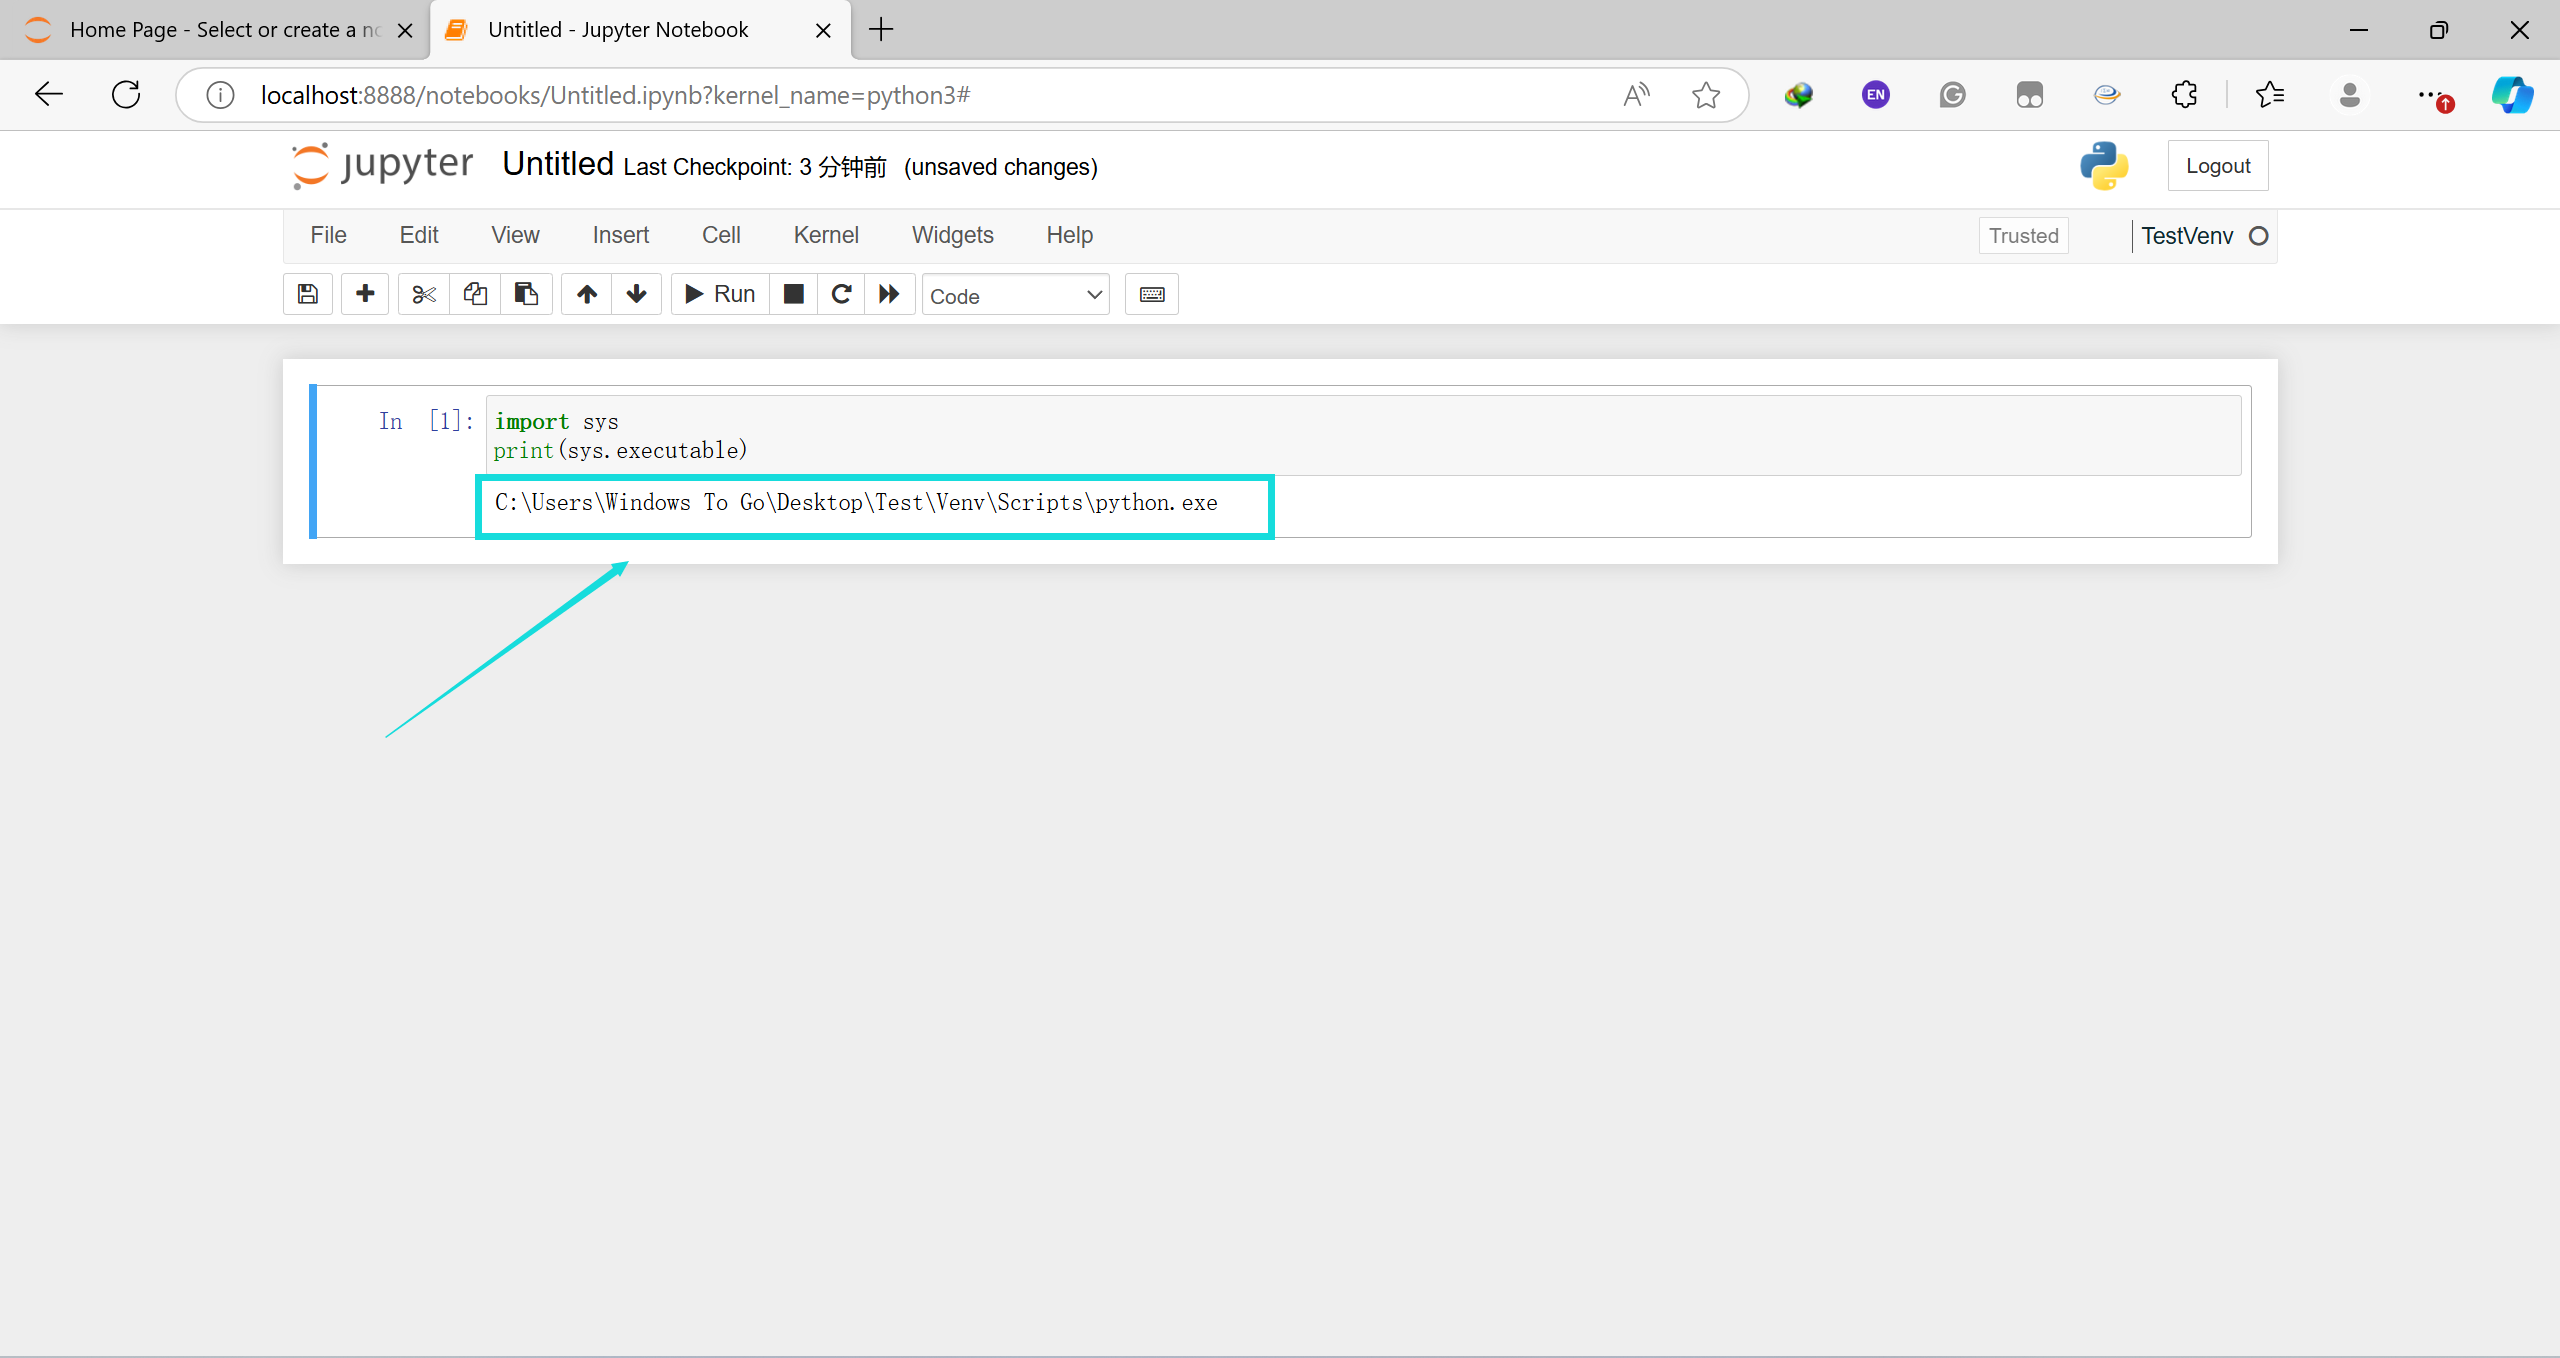 Home Page - Select or create a no
Untitled - Jupyter Notebook
localhost:8888/notebooks/Untitled.ipynb?kernel_name=python3#
EN
jupyter Untitled Last Checkpoint: 3 分钟前 (unsaved changes)
Logout
File Edit View Insert Cell Kernel Widgets Help
Trusted
TestVenv
Run
Code
In [1]:
import sys
print(sys.executable)
C:\Users\Windows To Go\Desktop\Test\Venv\Scripts\python.exe